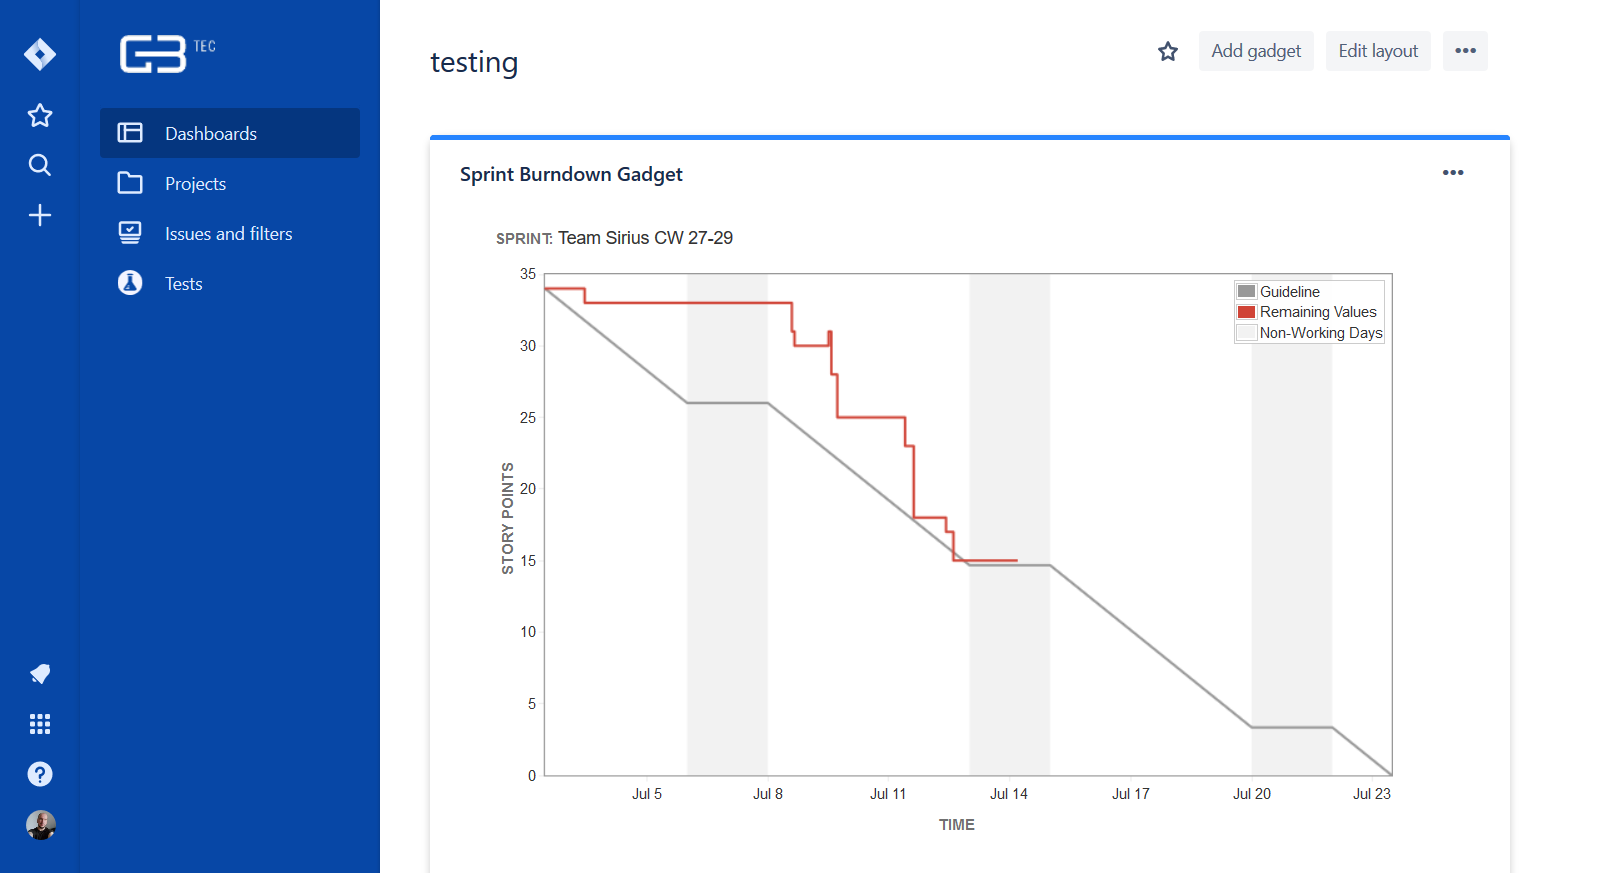 GB TEC
Dashboards
Projects
Issues and filters
Tests
testing
Add gadget
Edit layout
Sprint Burndown Gadget
SPRINT: Team Sirius CW 27-29
35
30
25
20
15
10
5
0
STORY POINTS
Guideline
Remaining Values
Non-Working Days
Jul 5 Jul 8 Jul 11 Jul 14 Jul 17 Jul 20 Jul 23
TIME